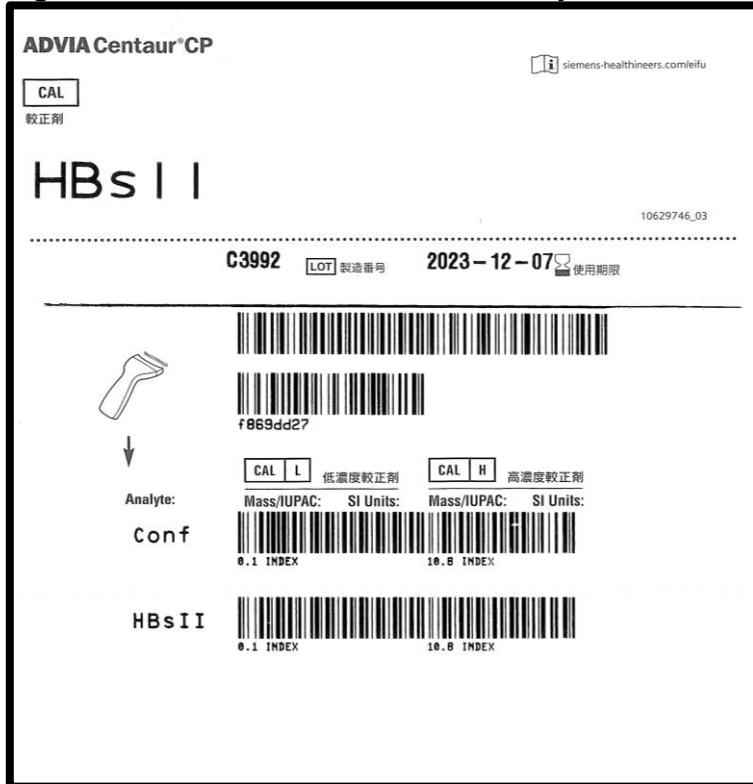 ADVIA Centaur®CP
siemens-healthineers.com/eifu
CAL
較正剤
HBsII
10629746_03
C3992 LOT 製造番号 2023-12-07 使用期限
f869dd27
CAL L 低濃度較正剤 CAL H 高濃度較正剤
Analyte: Mass/IUPAC: SI Units: Mass/IUPAC: SI Units:
Conf
0.1 INDEX 10.8 INDEX
HBsII
0.1 INDEX 10.8 INDEX